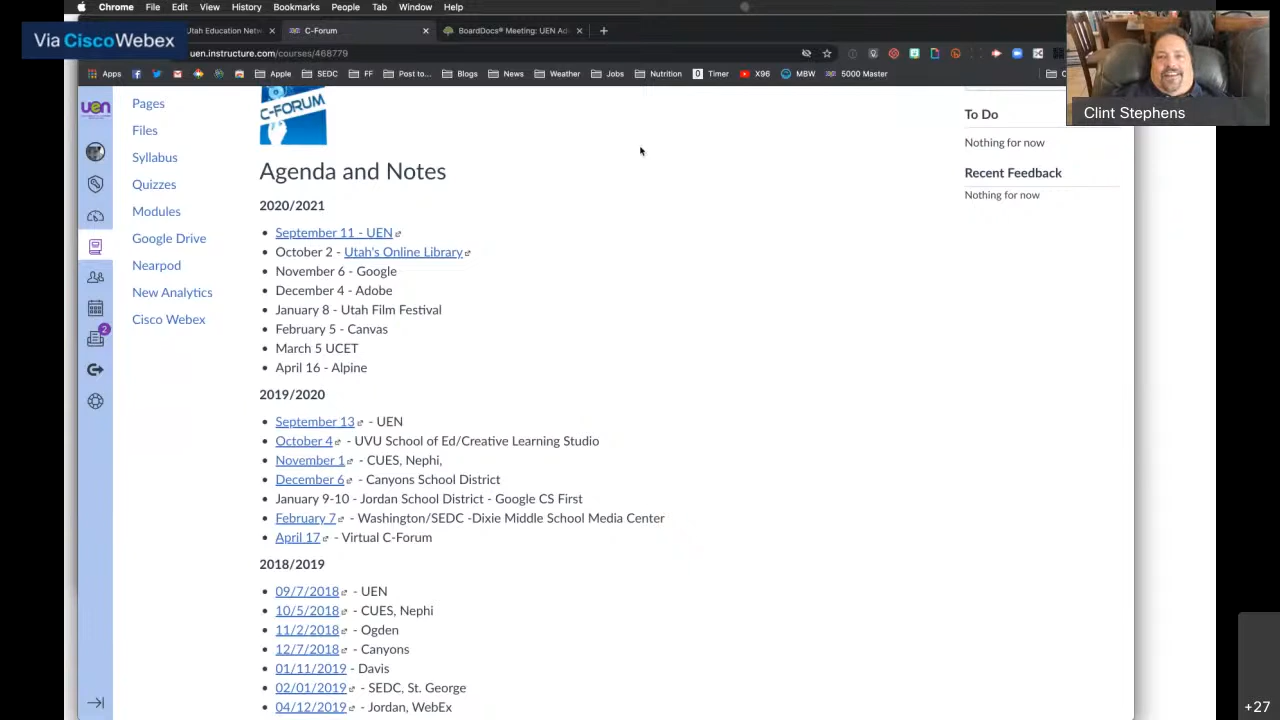 Chrome File Edit View History Bookmarks People Tab Window Help
Via CiscoWebex
Utah Education Netw
C-Forum
BoardDocs® Meeting: UEN Ad
uen.instructure.com/courses/468779
Apps
SEDC
Post to...
Blogs
News
Weather
Jobs
Nutrition
Timer
X96
MBW
5000 Master
Clint Stephens
uen
Pages
Files
Syllabus
Quizzes
Modules
Google Drive
Nearpod
New Analytics
Cisco Webex
2
C-FORUM
Agenda and Notes
2020/2021
September 11 - UEN
October 2 - Utah's Online Library
November 6 - Google
December 4 - Adobe
January 8 - Utah Film Festival
February 5 - Canvas
March 5 UCET
April 16 - Alpine
2019/2020
September 13 - UEN
October 4 - UVU School of Ed/Creative Learning Studio
November 1 - CUES, Nephi,
December 6 - Canyons School District
January 9-10 - Jordan School District - Google CS First
February 7 - Washington/SEDC -Dixie Middle School Media Center
April 17 - Virtual C-Forum
2018/2019
09/7/2018 - UEN
10/5/2018 - CUES, Nephi
11/2/2018 - Ogden
12/7/2018 - Canyons
01/11/2019 - Davis
02/01/2019 - SEDC, St. George
04/12/2019 - Jordan, WebEx
To Do
Nothing for now
Recent Feedback
Nothing for now
+27